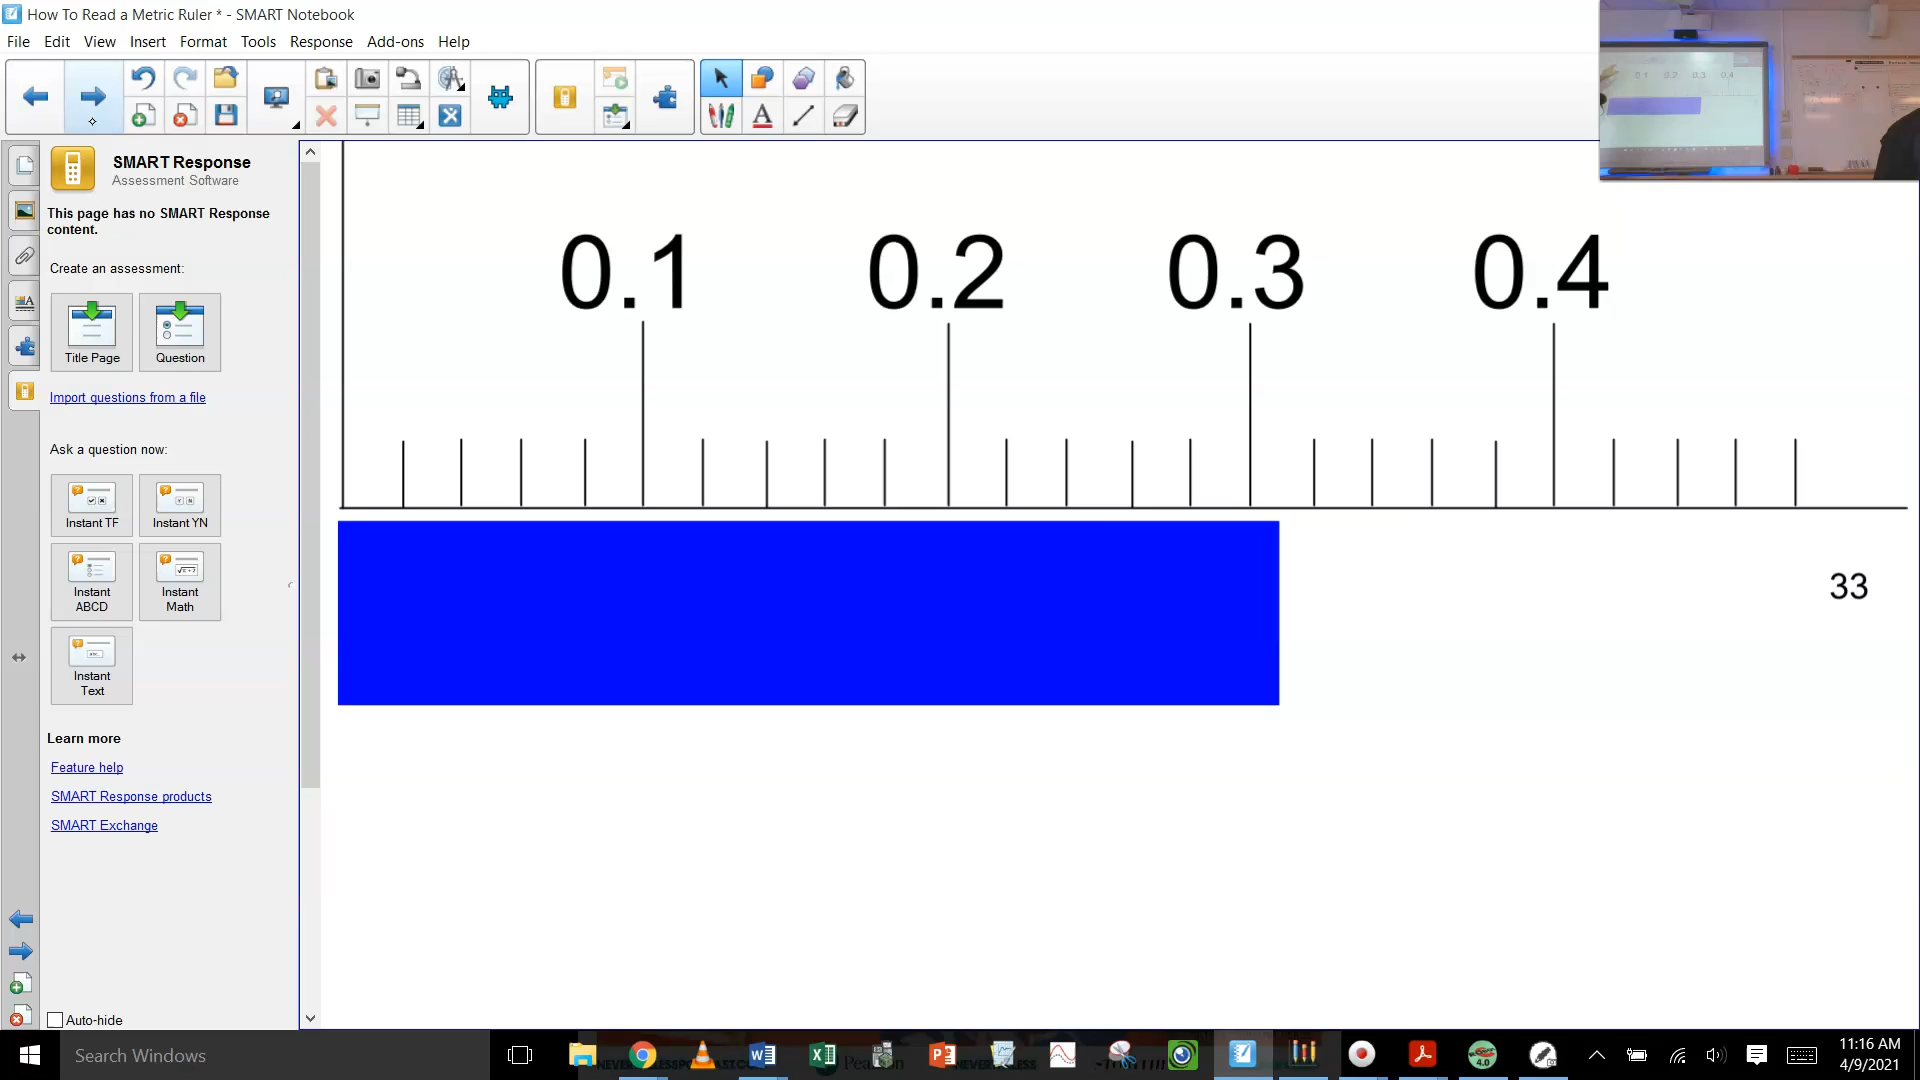 How To Read a Metric Ruler * - SMART Notebook
File Edit View Insert Format Tools Response Add-ons Help
SMART Response
Assessment Software
This page has no SMART Response
content.
Create an assessment:
Title Page
Question
Import questions from a file
Ask a question now:
Instant TF
Instant YN
Instant
ABCD
Instant
Math
Instant
Text
Learn more
Feature help
SMART Response products
SMART Exchange
Auto-hide
0.1 0.2 0.3 0.4
33
Search Windows
11:16 AM
4/9/2021